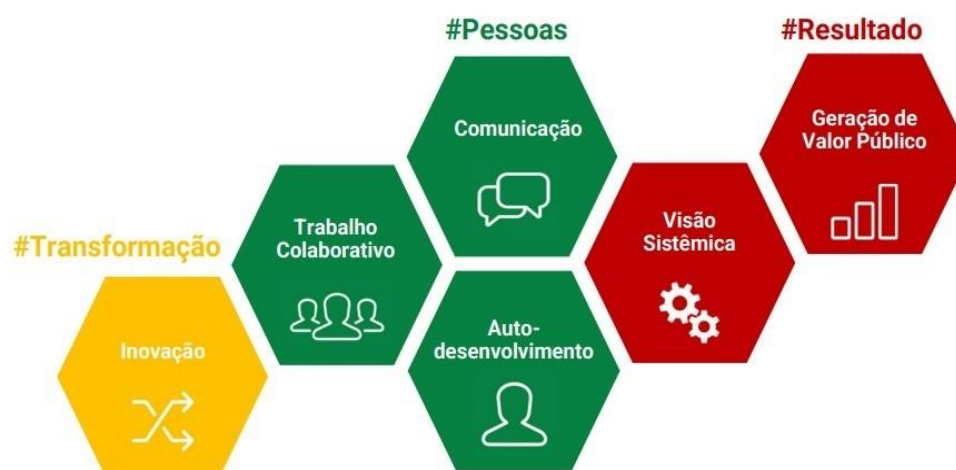 #Pessoas
#Resultado
Geração de
Valor Público
Comunicação
Visão
Sistêmica
Trabalho
Colaborativo
#Transformação
Auto-
desenvolvimento
Inovação